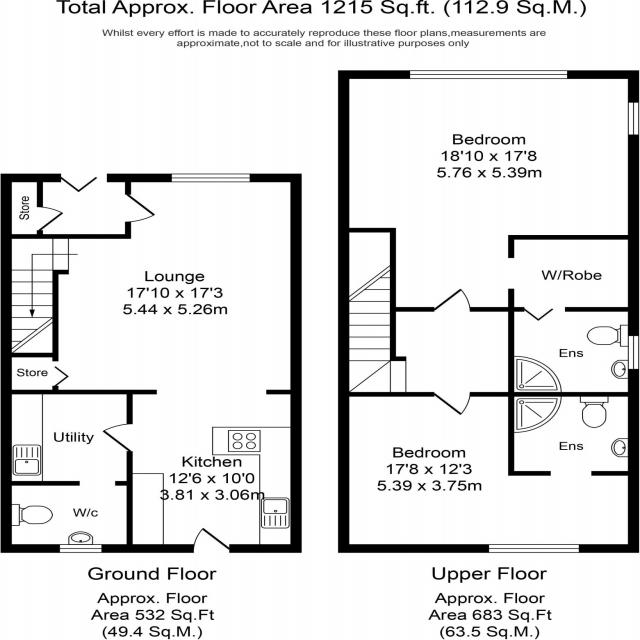 Total Approx. Floor Area 1215 Sq.ft. (112.9 Sq.M.)
Whilst every effort is made to accurately reproduce these floor plans,measurements are
approximate,not to scale and for illustrative purposes only
Store
Lounge
17'10 x 17'3
5.44 x 5.26m
Store
Utility
Kitchen
12'6 x 10'0
3.81 x 3.06m
W/c
Ground Floor
Approx. Floor
Area 532 Sq.Ft
(49.4 Sq.M.)
Bedroom
18'10 x 17'8
5.76 x 5.39m
W/Robe
Ens
Ens
Bedroom
17'8 x 12'3
5.39 x 3.75m
Upper Floor
Approx. Floor
Area 683 Sq.Ft
(63.5 Sq.M.)